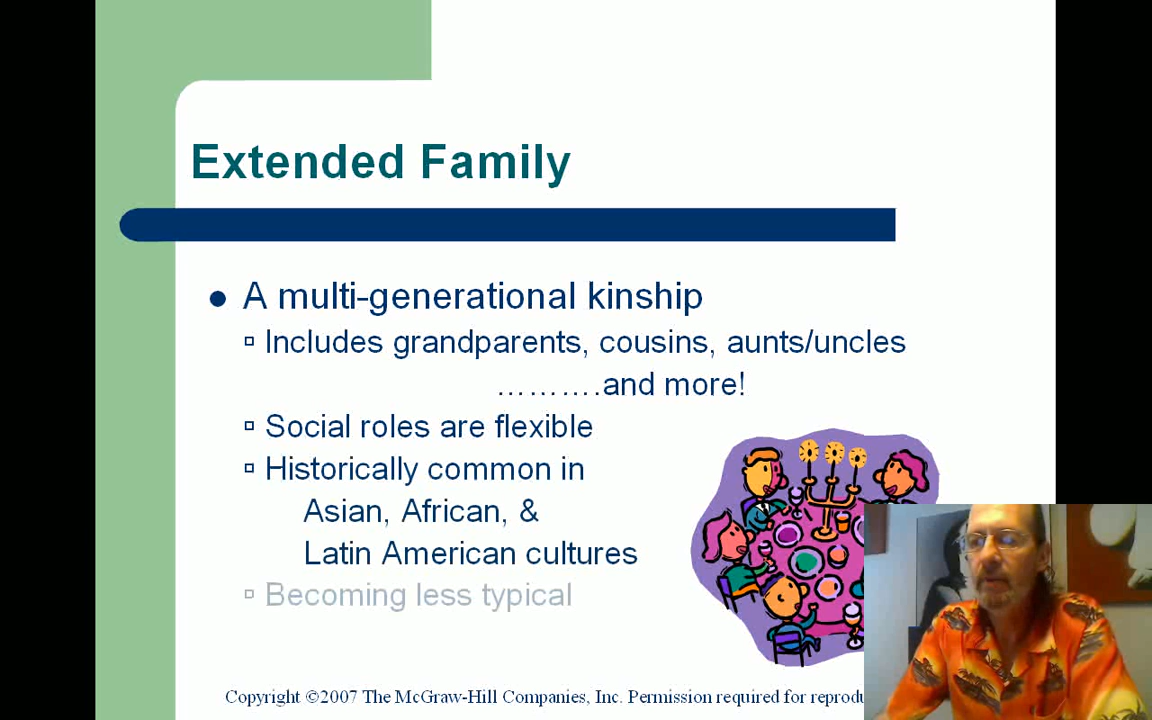 Extended Family
A multi-generational kinship
Includes grandparents, cousins, aunts/uncles
……….and more!
Social roles are flexible
Historically common in
Asian, African, &
Latin American cultures
Becoming less typical
Copyright ©2007 The McGraw-Hill Companies, Inc. Permission required for